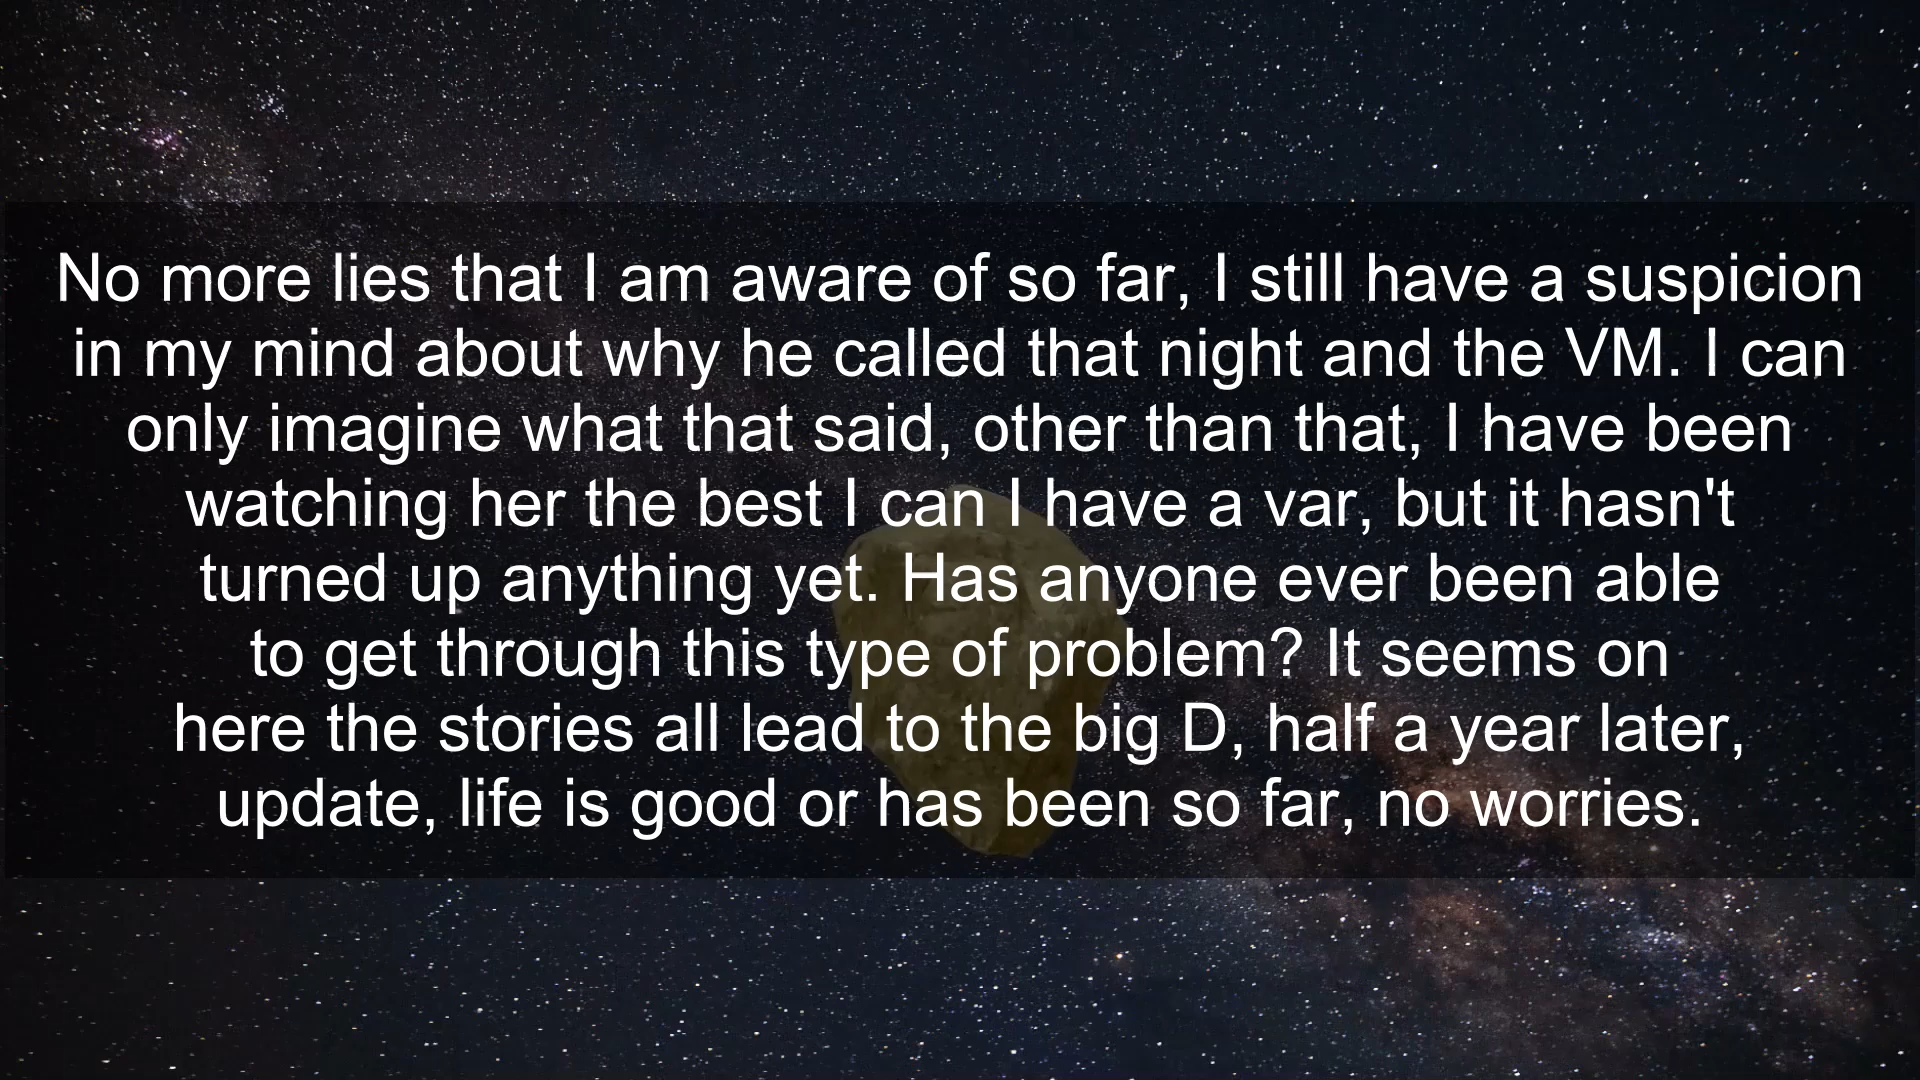 No more lies that I am aware of so far, I still have a suspicion
in my mind about why he called that night and the VM. I can
only imagine what that said, other than that, I have been
watching her the best I can I have a var, but it hasn't
turned up anything yet. Has anyone ever been able
to get through this type of problem? It seems on
here the stories all lead to the big D, half a year later,
update, life is good or has been so far, no worries.